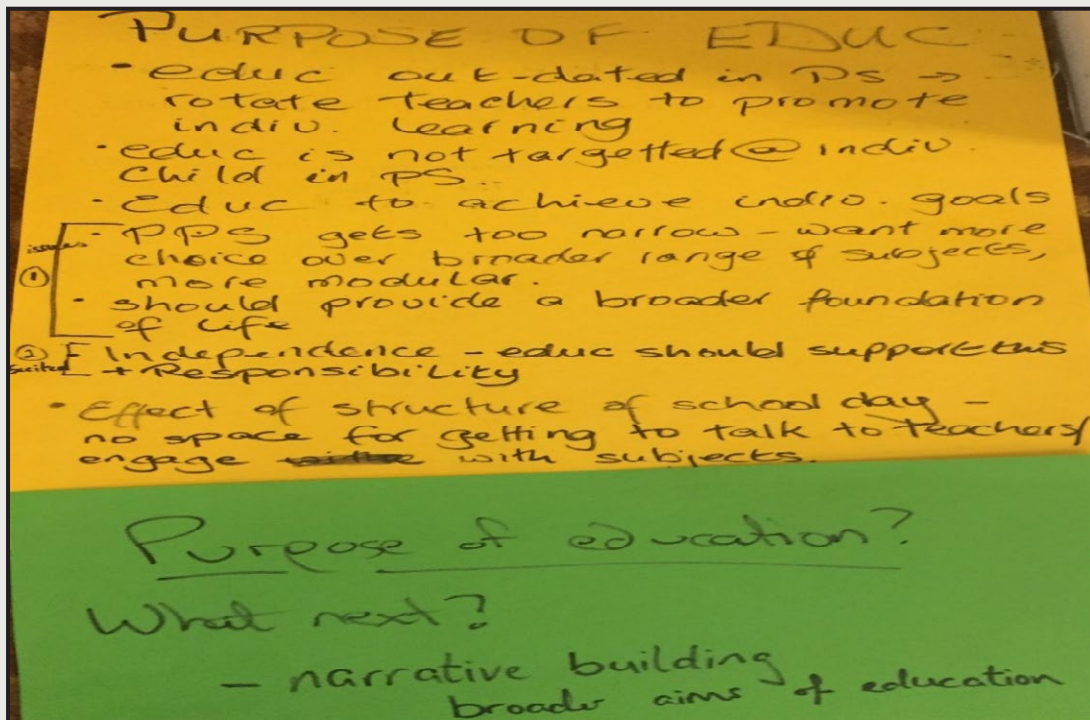 PURPOSE OF EDUC
• educ out-dated in PS →
rotate teachers to promote
indiv. learning
• educ is not targetted @ indiv.
child in PS.
• Educ to achieve indiv. goals
issues
①
• PPS gets too narrow - want more
choice over broader range of subjects,
more modular.
• should provide a broader foundation
of life
② [ Independence - educ should support this
+ Responsibility
• Effect of structure of school day -
no space for getting to talk to teachers/
engage with subjects.
Purpose of education?
What next?
- narrative building
broader aims of education